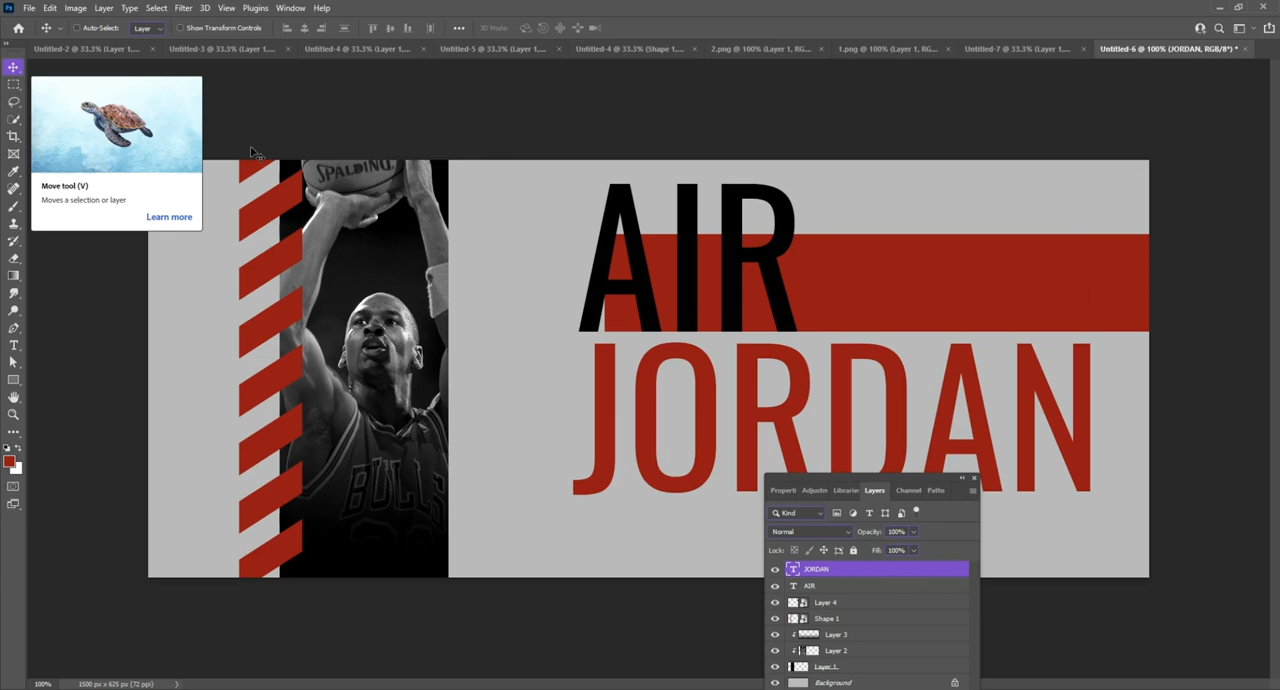 Ps File Edit Image Layer Type Select Filter 3D View Plugins Window Help
Auto-Select: Layer Show Transform Controls ••• 3D Mode:
Untitled-2 @ 33.3% (Layer 1,... × Untitled-3 @ 33.3% (Layer 1,... × Untitled-4 @ 33.3% (Layer 1,... × Untitled-5 @ 33.3% (Layer 1,... × Untitled-4 @ 33.3% (Shape 1,... × 2.png @ 100% (Layer 1, RG... × 1.png @ 100% (Layer 1, RG... × Untitled-7 @ 33.3% (Layer 1,... × Untitled-6 @ 100% (JORDAN, RGB/8*) * ×
Move tool (V)
Moves a selection or layer
Learn more
SPALDING
BULLS
AIR
JORDAN
Properti Adjustme Libraries Layers Channel Paths
Kind
Normal Opacity: 100%
Lock: Fill: 100%
JORDAN
AIR
Layer 4
Shape 1
Layer 3
Layer 2
Layer 1
Background
100% 1500 px x 625 px (72 ppi)